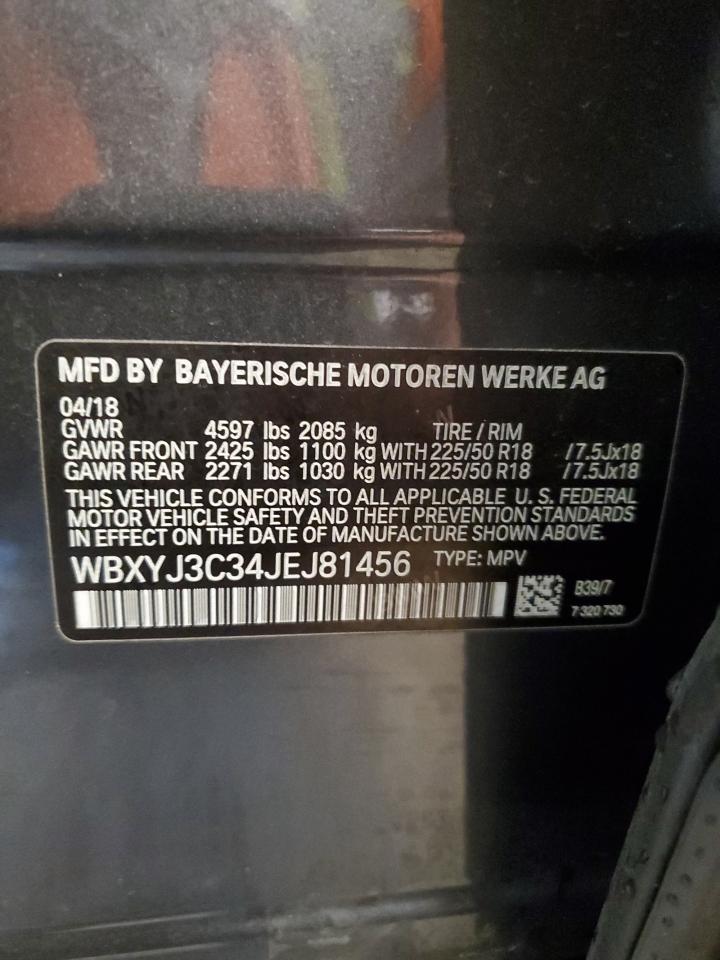 MFD BY BAYERISCHE MOTOREN WERKE AG
04/18
GVWR 4597 lbs 2085 kg TIRE / RIM
GAWR FRONT 2425 lbs 1100 kg WITH 225/50 R18 /7.5Jx18
GAWR REAR 2271 lbs 1030 kg WITH 225/50 R18 /7.5Jx18
THIS VEHICLE CONFORMS TO ALL APPLICABLE U. S. FEDERAL
MOTOR VEHICLE SAFETY AND THEFT PREVENTION STANDARDS
IN EFFECT ON THE DATE OF MANUFACTURE SHOWN ABOVE.
WBXYJ3C34JEJ81456 TYPE: MPV
B39/7
7 320 730